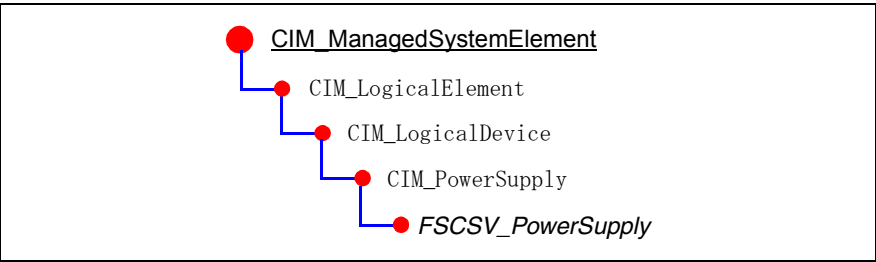 CIM_ManagedSystemElement
CIM_LogicalElement
CIM_LogicalDevice
CIM_PowerSupply
FSCSV_PowerSupply